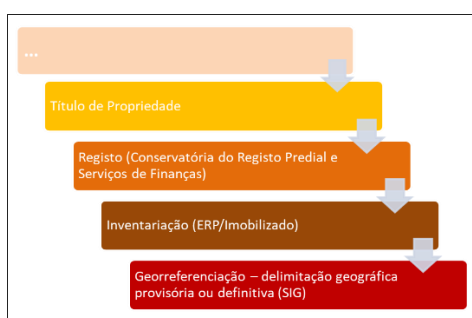 ...
Título de Propriedade
Registo (Conservatória do Registo Predial e
Serviços de Finanças)
Inventariação (ERP/Imobilizado)
Georreferenciação – delimitação geográfica
provisória ou definitiva (SIG)